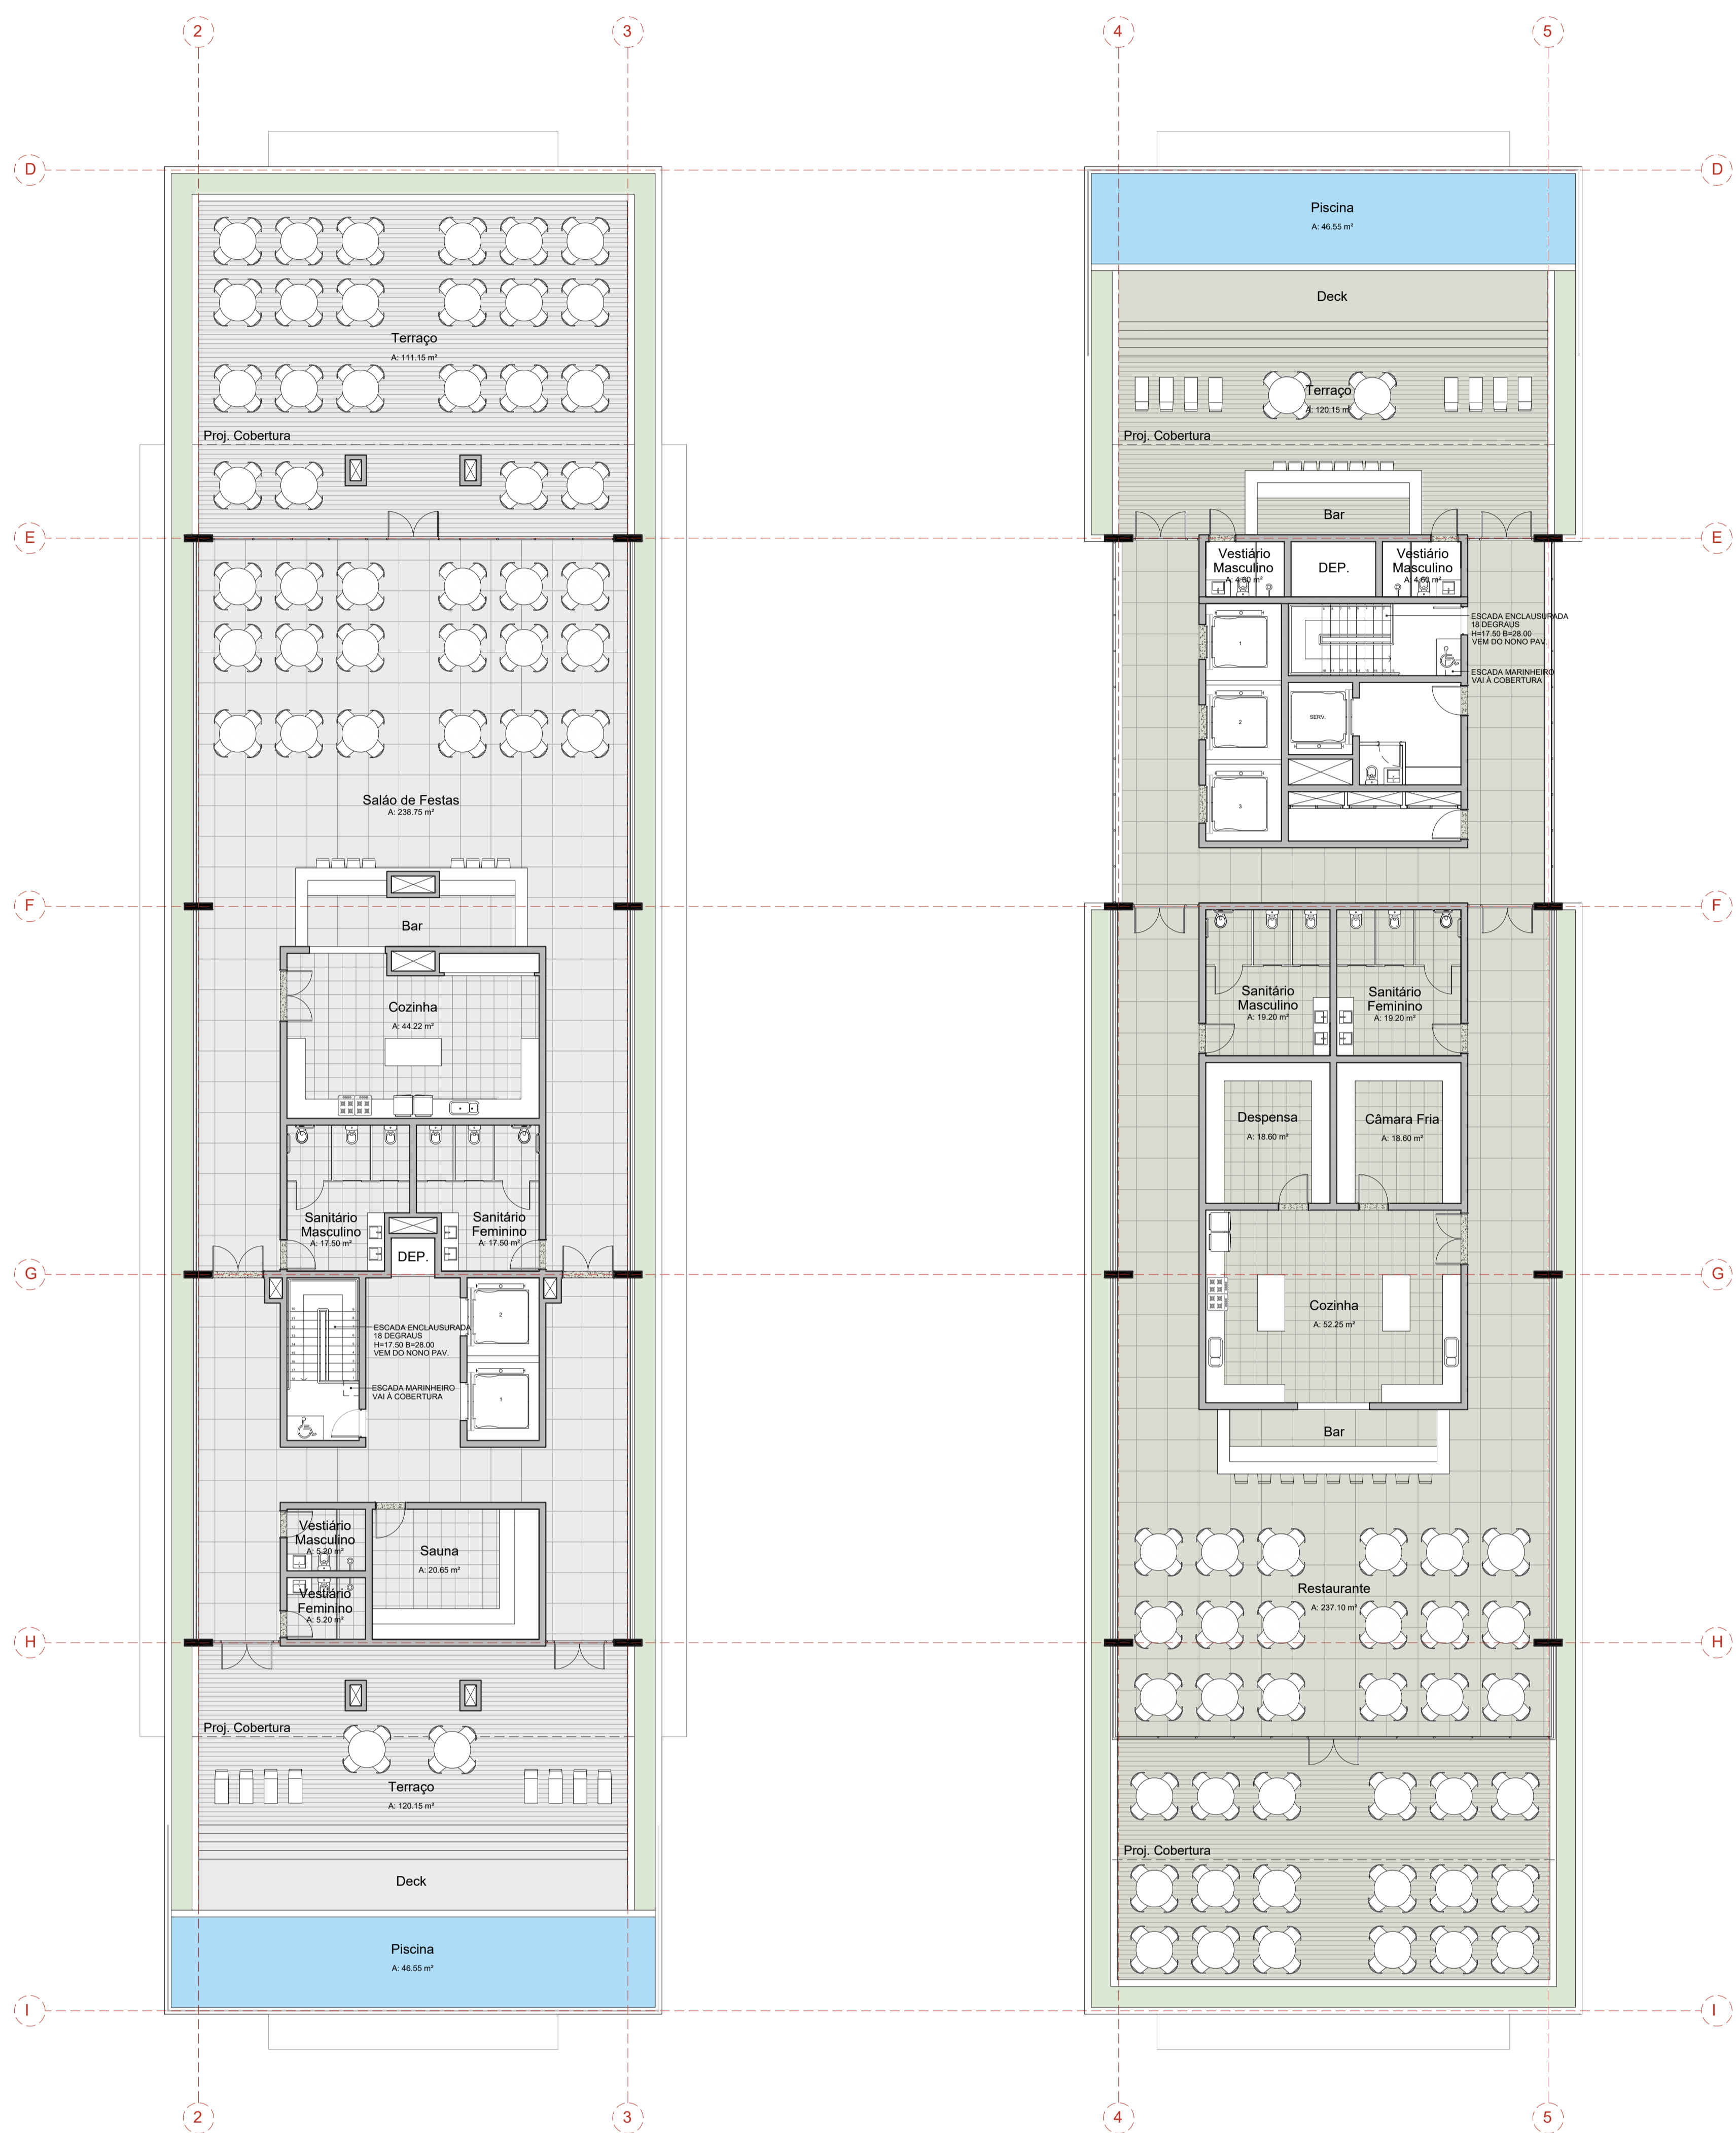 2
3
4
5
D
D
Piscina
A: 46.55 m²
Deck
Terraço
A: 111.15 m²
Terraço
A: 120.15 m²
Proj. Cobertura
Proj. Cobertura
Bar
E
E
Vestiário
Masculino
A: 4.60 m²
DEP.
Vestiário
Masculino
A: 4.60 m²
ESCADA ENCLAUSURADA
18 DEGRAUS
H=17.50 B=28.00
VEM DO NONO PAV.
1
ESCADA MARINHEIRO
VAI À COBERTURA
2
SERV.
3
Saláo de Festas
A: 238.75 m²
F
F
Bar
Cozinha
A: 44.22 m²
Sanitário
Masculino
A: 19.20 m²
Sanitário
Feminino
A: 19.20 m²
Despensa
A: 18.60 m²
Câmara Fria
A: 18.60 m²
Sanitário
Masculino
A: 17.50 m²
Sanitário
Feminino
A: 17.50 m²
DEP.
G
G
Cozinha
A: 52.25 m²
2
ESCADA ENCLAUSURADA
18 DEGRAUS
H=17.50 B=28.00
VEM DO NONO PAV.
ESCADA MARINHEIRO
VAI À COBERTURA
1
Bar
Vestiário
Masculino
A: 5.20 m²
Sauna
A: 20.65 m²
Vestiário
Feminino
A: 5.20 m²
Restaurante
A: 237.10 m²
H
H
Proj. Cobertura
Terraço
A: 120.15 m²
Proj. Cobertura
Deck
Piscina
A: 46.55 m²
I
I
2
3
4
5